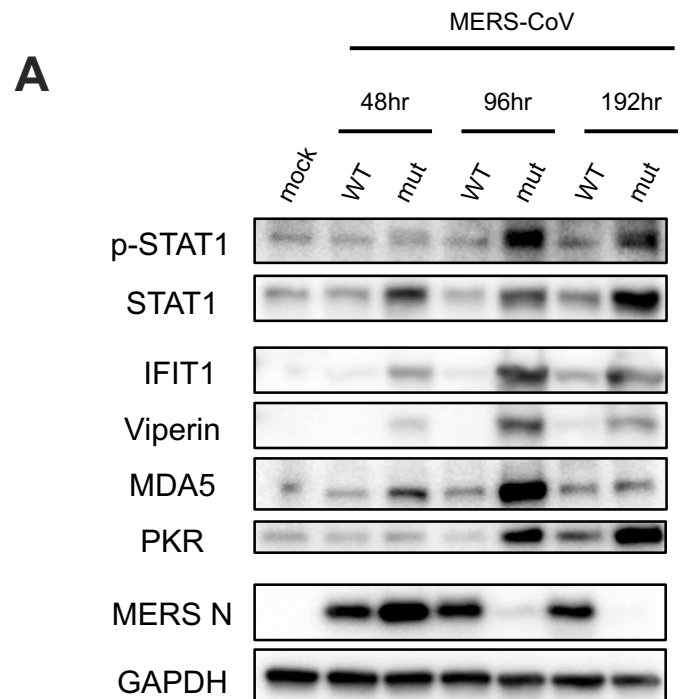 MERS-CoV
A
48hr 96hr 192hr
mock WT mut WT mut WT mut
p-STAT1
STAT1
IFIT1
Viperin
MDA5
PKR
MERS N
GAPDH